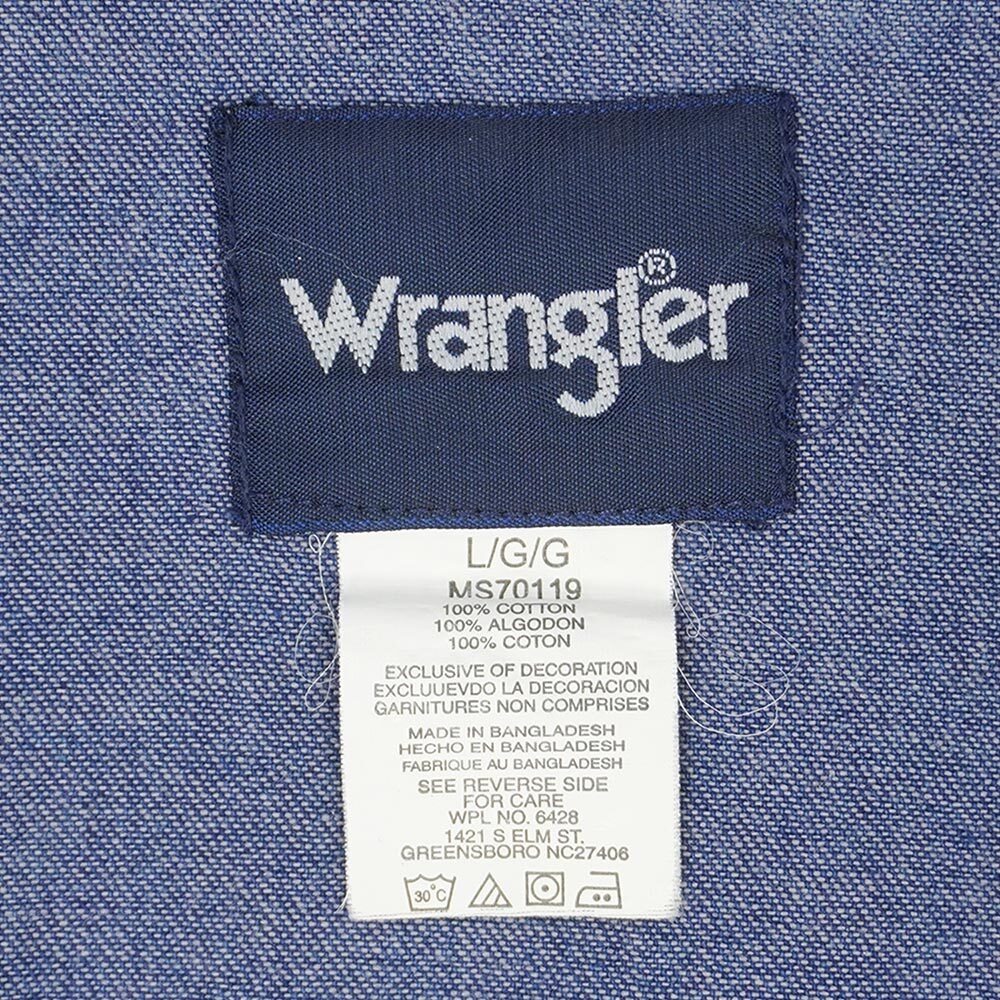 Wrangler®
L/G/G
MS70119
100% COTTON
100% ALGODON
100% COTON
EXCLUSIVE OF DECORATION
EXCLUUEVDO LA DECORACION
GARNITURES NON COMPRISES
MADE IN BANGLADESH
HECHO EN BANGLADESH
FABRIQUE AU BANGLADESH
SEE REVERSE SIDE
FOR CARE
WPL NO. 6428
1421 S ELM ST.
GREENSBORO NC27406
30°C